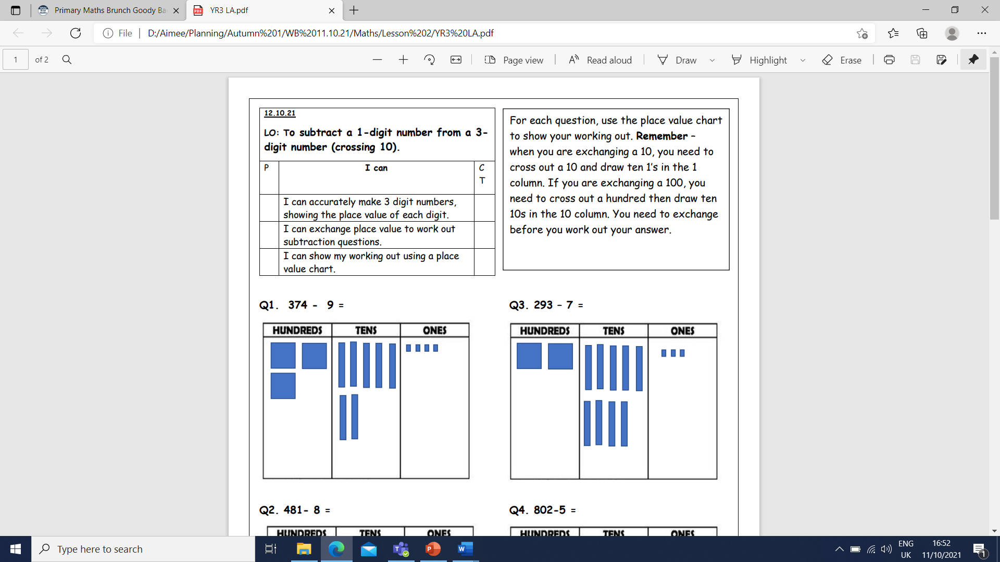 Primary Maths Brunch Goody Ba
YR3 LA.pdf
File
D:/Aimee/Planning/Autumn%201/WB%2011.10.21/Maths/Lesson%202/YR3%20LA.pdf
1 of 2
Page view
Read aloud
Draw
Highlight
Erase
12.10.21
LO: To subtract a 1-digit number from a 3-
digit number (crossing 10).
P I can C
T
I can accurately make 3 digit numbers,
showing the place value of each digit.
I can exchange place value to work out
subtraction questions.
I can show my working out using a place
value chart.
For each question, use the place value chart
to show your working out. Remember –
when you are exchanging a 10, you need to
cross out a 10 and draw ten 1's in the 1
column. If you are exchanging a 100, you
need to cross out a hundred then draw ten
10s in the 10 column. You need to exchange
before you work out your answer.
Q1. 374 - 9 =
HUNDREDS TENS ONES
Q3. 293 – 7 =
HUNDREDS TENS ONES
Q2. 481- 8 =
HUNDREDS TENS ONES
Q4. 802-5 =
HUNDREDS TENS ONES
Type here to search
ENG
UK
16:52
11/10/2021
1